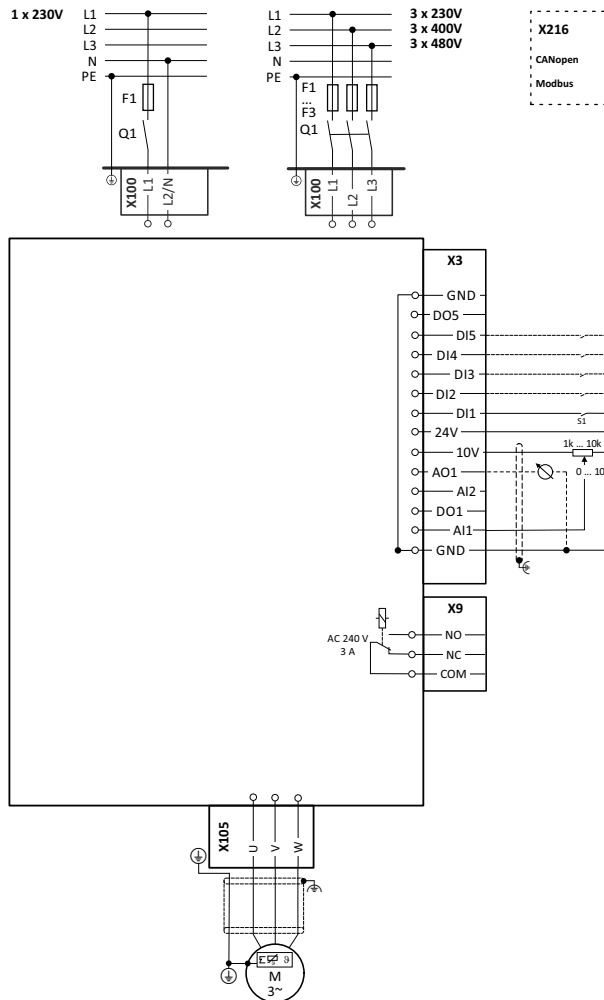 1 x 230V
L1
L2
L3
N
PE
F1
Q1
X100
L1
L2/N
L1
L2
L3
N
PE
3 x 230V
3 x 400V
3 x 480V
F1
...
F3
Q1
X100
L1
L2
L3
X216
CANopen
Modbus
X3
GND
DO5
DI5
DI4
DI3
DI2
DI1
S1
24V
10V
1k ... 10k
AO1
0 ... 10
AI2
DO1
AI1
GND
X9
AC 240 V
3 A
NO
NC
COM
X105
U
V
W
ϑ
M
3~